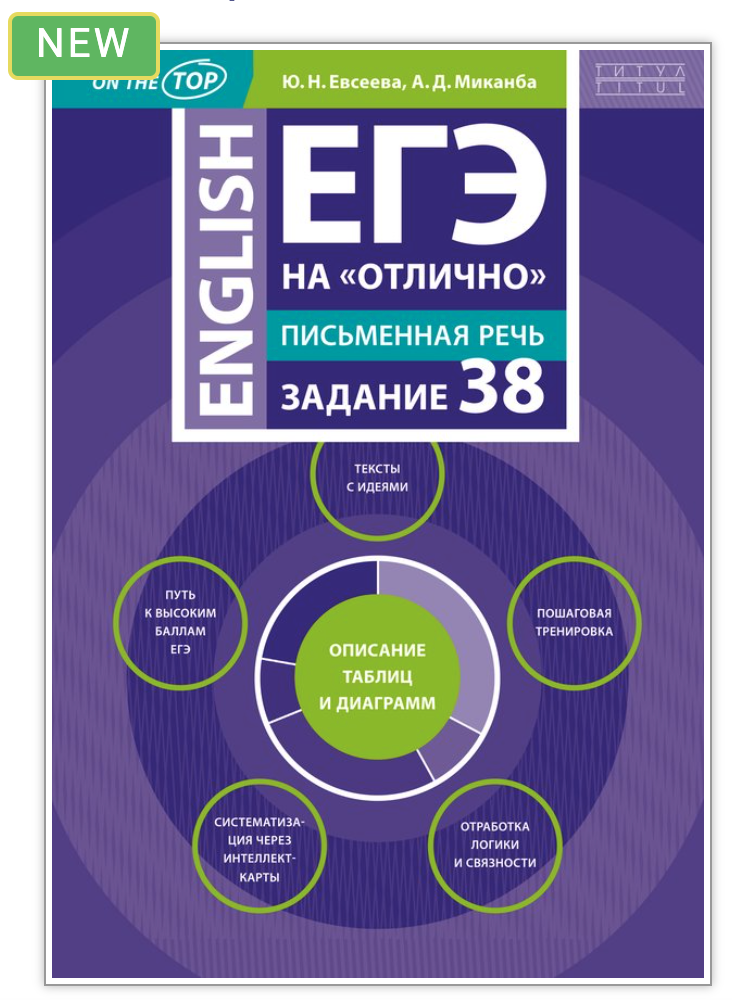 NEW
ON THE TOP
Ю. Н. Евсеева, А. Д. Миканба
ТИТУЛ
TITUL
ENGLISH
ЕГЭ
НА «ОТЛИЧНО»
ПИСЬМЕННАЯ РЕЧЬ
ЗАДАНИЕ 38
ТЕКСТЫ
С ИДЕЯМИ
ПУТЬ
К ВЫСОКИМ
БАЛЛАМ
ЕГЭ
ПОШАГОВАЯ
ТРЕНИРОВКА
ОПИСАНИЕ
ТАБЛИЦ
И ДИАГРАММ
СИСТЕМАТИЗА-
ЦИЯ ЧЕРЕЗ
ИНТЕЛЛЕКТ-
КАРТЫ
ОТРАБОТКА
ЛОГИКИ
И СВЯЗНОСТИ